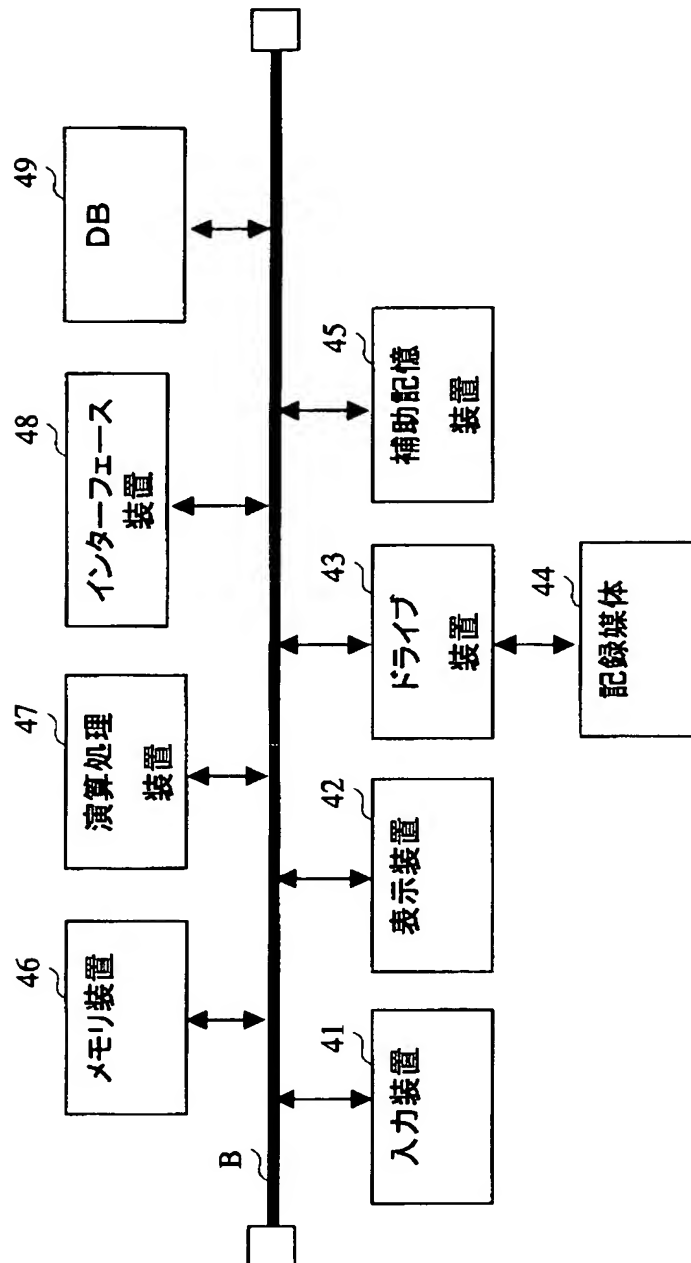 46
メモリ装置
47
演算処理
装置
48
インターフェース
装置
49
DB
B
41
入力装置
42
表示装置
43
ドライブ
装置
45
補助記憶
装置
44
記録媒体